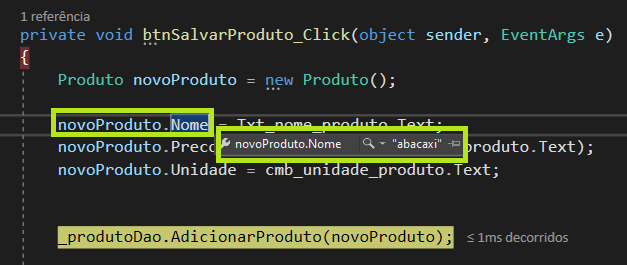 1 referência
private void btnSalvarProduto_Click(object sender, EventArgs e)
{
Produto novoProduto = new Produto();
novoProduto.Nome = Txt_nome_produto.Text;
novoProduto.Preco produto.Text);
novoProduto.Nome "abacaxi"
novoProduto.Unidade = cmb_unidade_produto.Text;
_produtoDao.AdicionarProduto(novoProduto); ≤ 1ms decorridos